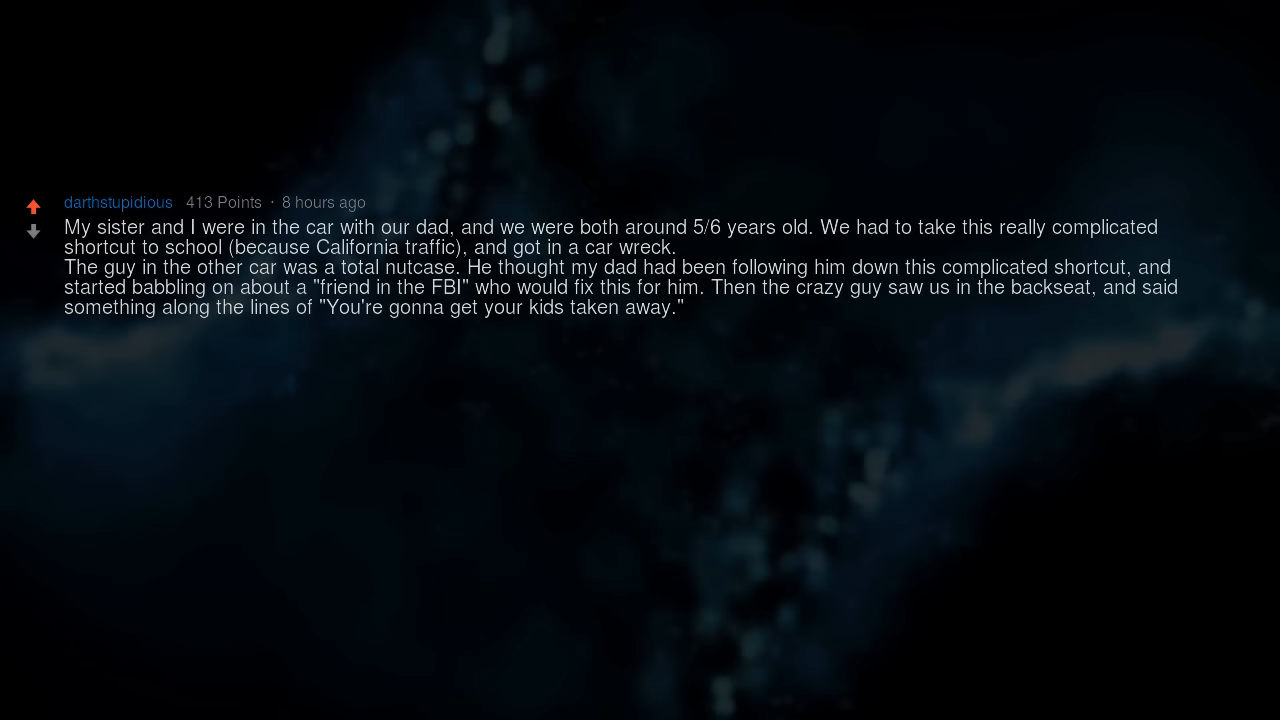 darthstupidious 413 Points · 8 hours ago
My sister and I were in the car with our dad, and we were both around 5/6 years old. We had to take this really complicated
shortcut to school (because California traffic), and got in a car wreck.
The guy in the other car was a total nutcase. He thought my dad had been following him down this complicated shortcut, and
started babbling on about a "friend in the FBI" who would fix this for him. Then the crazy guy saw us in the backseat, and said
something along the lines of "You're gonna get your kids taken away."